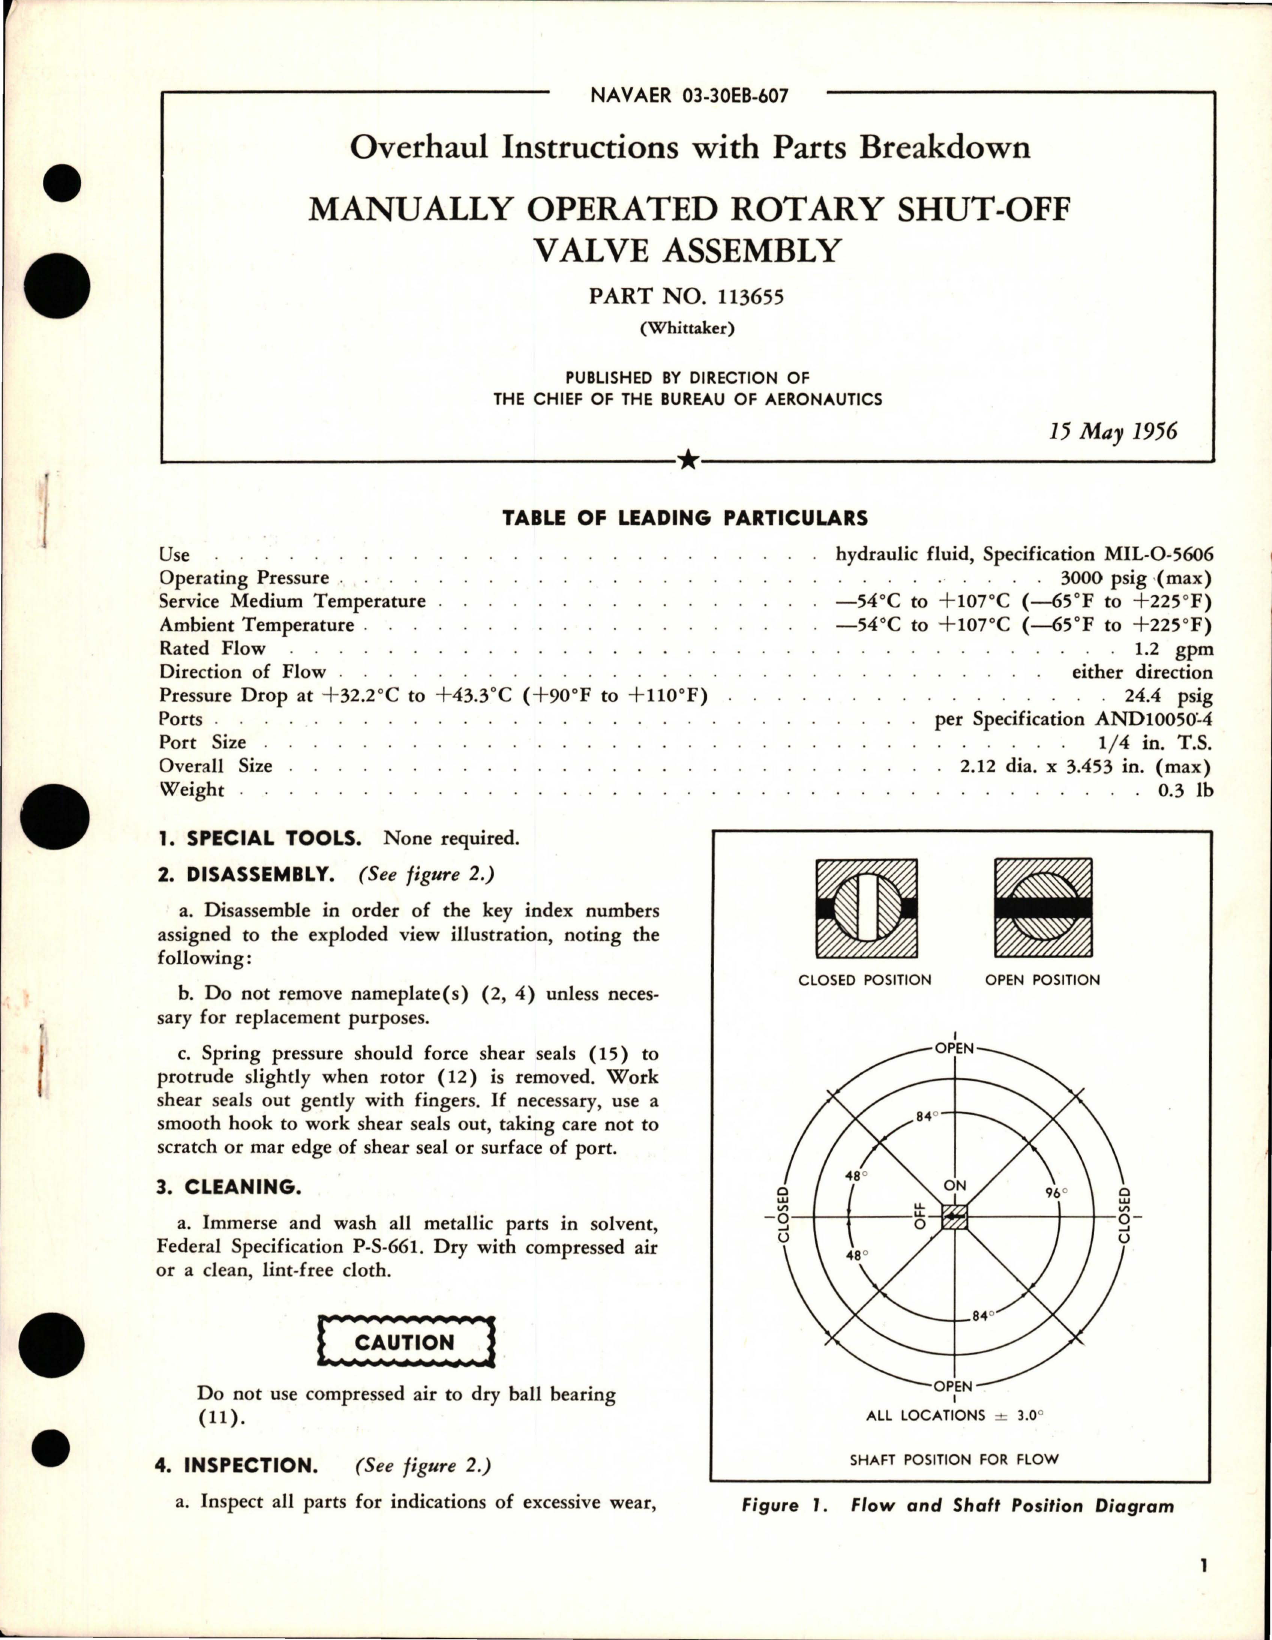 NAVAER 03-30EB-607
Overhaul Instructions with Parts Breakdown
MANUALLY OPERATED ROTARY SHUT-OFF
VALVE ASSEMBLY
PART NO. 113655
(Whittaker)
PUBLISHED BY DIRECTION OF
THE CHIEF OF THE BUREAU OF AERONAUTICS
15 May 1956
TABLE OF LEADING PARTICULARS
Use . . . . . . . . . . hydraulic fluid, Specification MIL-O-5606
Operating Pressure . . . . . . . . . . 3000 psig (max)
Service Medium Temperature . . . . . . . . . . —54°C to +107°C (—65°F to +225°F)
Ambient Temperature . . . . . . . . . . —54°C to +107°C (—65°F to +225°F)
Rated Flow . . . . . . . . . . 1.2 gpm
Direction of Flow . . . . . . . . . . either direction
Pressure Drop at +32.2°C to +43.3°C (+90°F to +110°F) . . . . . . . . . . 24.4 psig
Ports . . . . . . . . . . per Specification AND10050-4
Port Size . . . . . . . . . . 1/4 in. T.S.
Overall Size . . . . . . . . . . 2.12 dia. x 3.453 in. (max)
Weight . . . . . . . . . . 0.3 lb
1. SPECIAL TOOLS. None required.
2. DISASSEMBLY. (See figure 2.)
a. Disassemble in order of the key index numbers
assigned to the exploded view illustration, noting the
following:
b. Do not remove nameplate(s) (2, 4) unless neces-
sary for replacement purposes.
c. Spring pressure should force shear seals (15) to
protrude slightly when rotor (12) is removed. Work
shear seals out gently with fingers. If necessary, use a
smooth hook to work shear seals out, taking care not to
scratch or mar edge of shear seal or surface of port.
3. CLEANING.
a. Immerse and wash all metallic parts in solvent,
Federal Specification P-S-661. Dry with compressed air
or a clean, lint-free cloth.
CAUTION
Do not use compressed air to dry ball bearing
(11).
4. INSPECTION. (See figure 2.)
a. Inspect all parts for indications of excessive wear,
CLOSED POSITION
OPEN POSITION
OPEN
84°
48°
ON
96°
CLOSED
OFF
CLOSED
48°
84°
OPEN
ALL LOCATIONS ± 3.0°
SHAFT POSITION FOR FLOW
Figure 1. Flow and Shaft Position Diagram
1